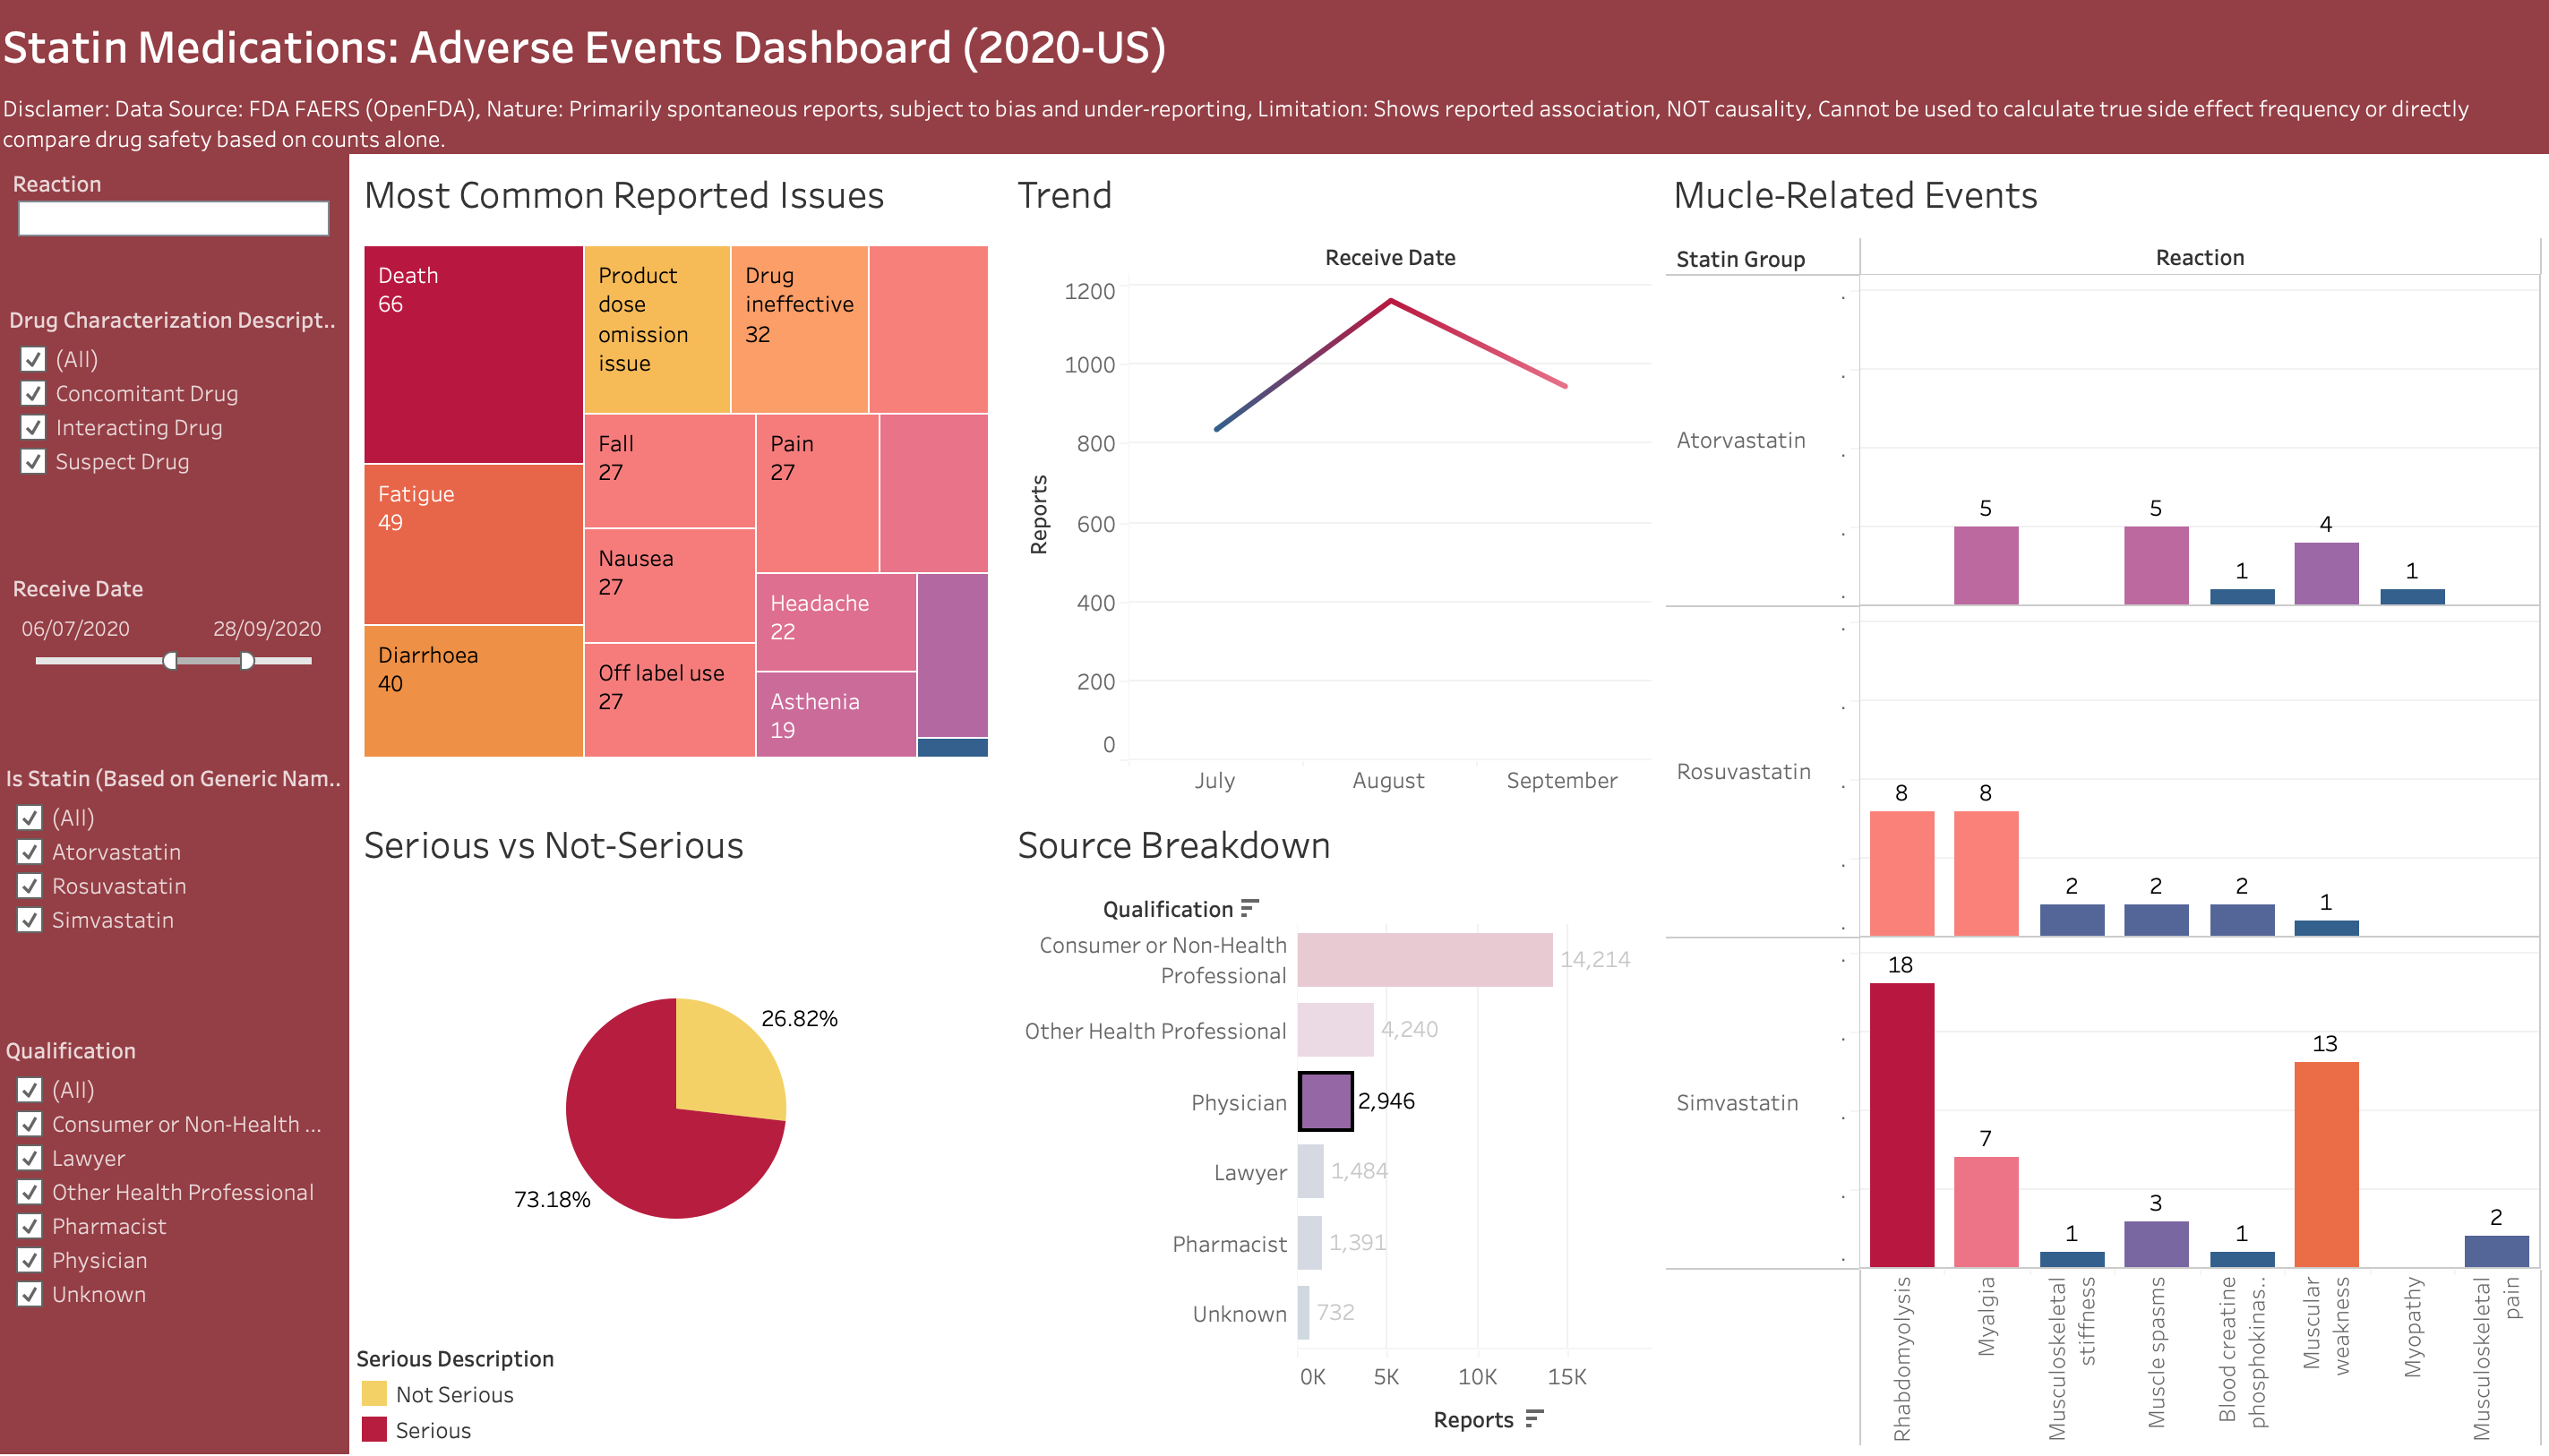 Statin Medications: Adverse Events Dashboard (2020-US)
Disclamer: Data Source: FDA FAERS (OpenFDA), Nature: Primarily spontaneous reports, subject to bias and under-reporting, Limitation: Shows reported association, NOT causality, Cannot be used to calculate true side effect frequency or directly
compare drug safety based on counts alone.
Reaction
Drug Characterization Descript..
(All)
Concomitant Drug
Interacting Drug
Suspect Drug
Receive Date
06/07/2020 28/09/2020
Is Statin (Based on Generic Nam..
(All)
Atorvastatin
Rosuvastatin
Simvastatin
Qualification
(All)
Consumer or Non-Health ...
Lawyer
Other Health Professional
Pharmacist
Physician
Unknown
Most Common Reported Issues
Death
66
Fatigue
49
Diarrhoea
40
Product
dose
omission
issue
Drug
ineffective
32
Fall
27
Nausea
27
Off label use
27
Pain
27
Headache
22
Asthenia
19
Trend
Receive Date
Reports
1200
1000
800
600
400
200
0
July August September
Serious vs Not-Serious
26.82%
73.18%
Serious Description
Not Serious
Serious
Source Breakdown
Qualification
Consumer or Non-Health
Professional
14,214
Other Health Professional 4,240
Physician 2,946
Lawyer 1,484
Pharmacist 1,391
Unknown 732
0K 5K 10K 15K
Reports
Mucle-Related Events
Statin Group Reaction
Atorvastatin
5 5 1 4 1
Rosuvastatin
8 8 2 2 2 1
Simvastatin
18 7 1 3 1 13 2
Rhabdomyolysis
Myalgia
Musculoskeletal
stiffness
Muscle spasms
Blood creatine
phosphokinas..
Muscular
weakness
Myopathy
Musculoskeletal
pain